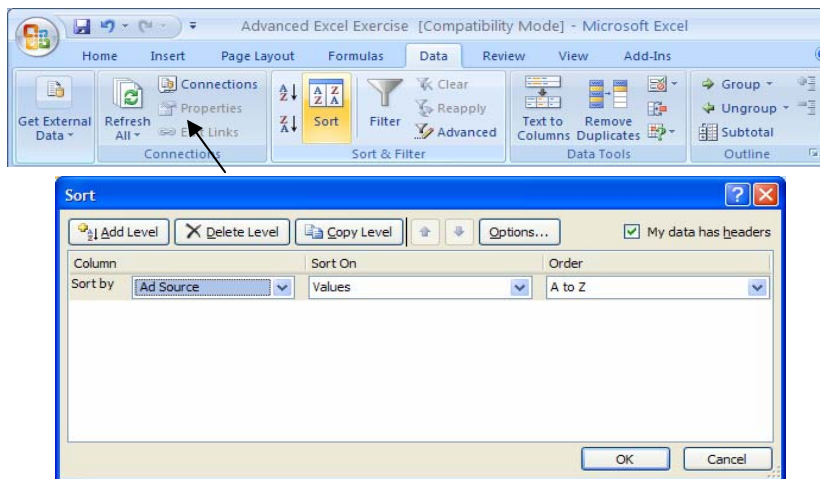 Advanced Excel Exercise [Compatibility Mode] - Microsoft Excel
Home Insert Page Layout Formulas Data Review View Add-Ins
Get External Data
Refresh All
Connections
Properties
Edit Links
Connections
Sort
Filter
Clear
Reapply
Advanced
Sort & Filter
Text to Columns
Remove Duplicates
Data Tools
Group
Ungroup
Subtotal
Outline
Sort
Add Level Delete Level Copy Level Options... My data has headers
Column Sort On Order
Sort by Ad Source Values A to Z
OK Cancel